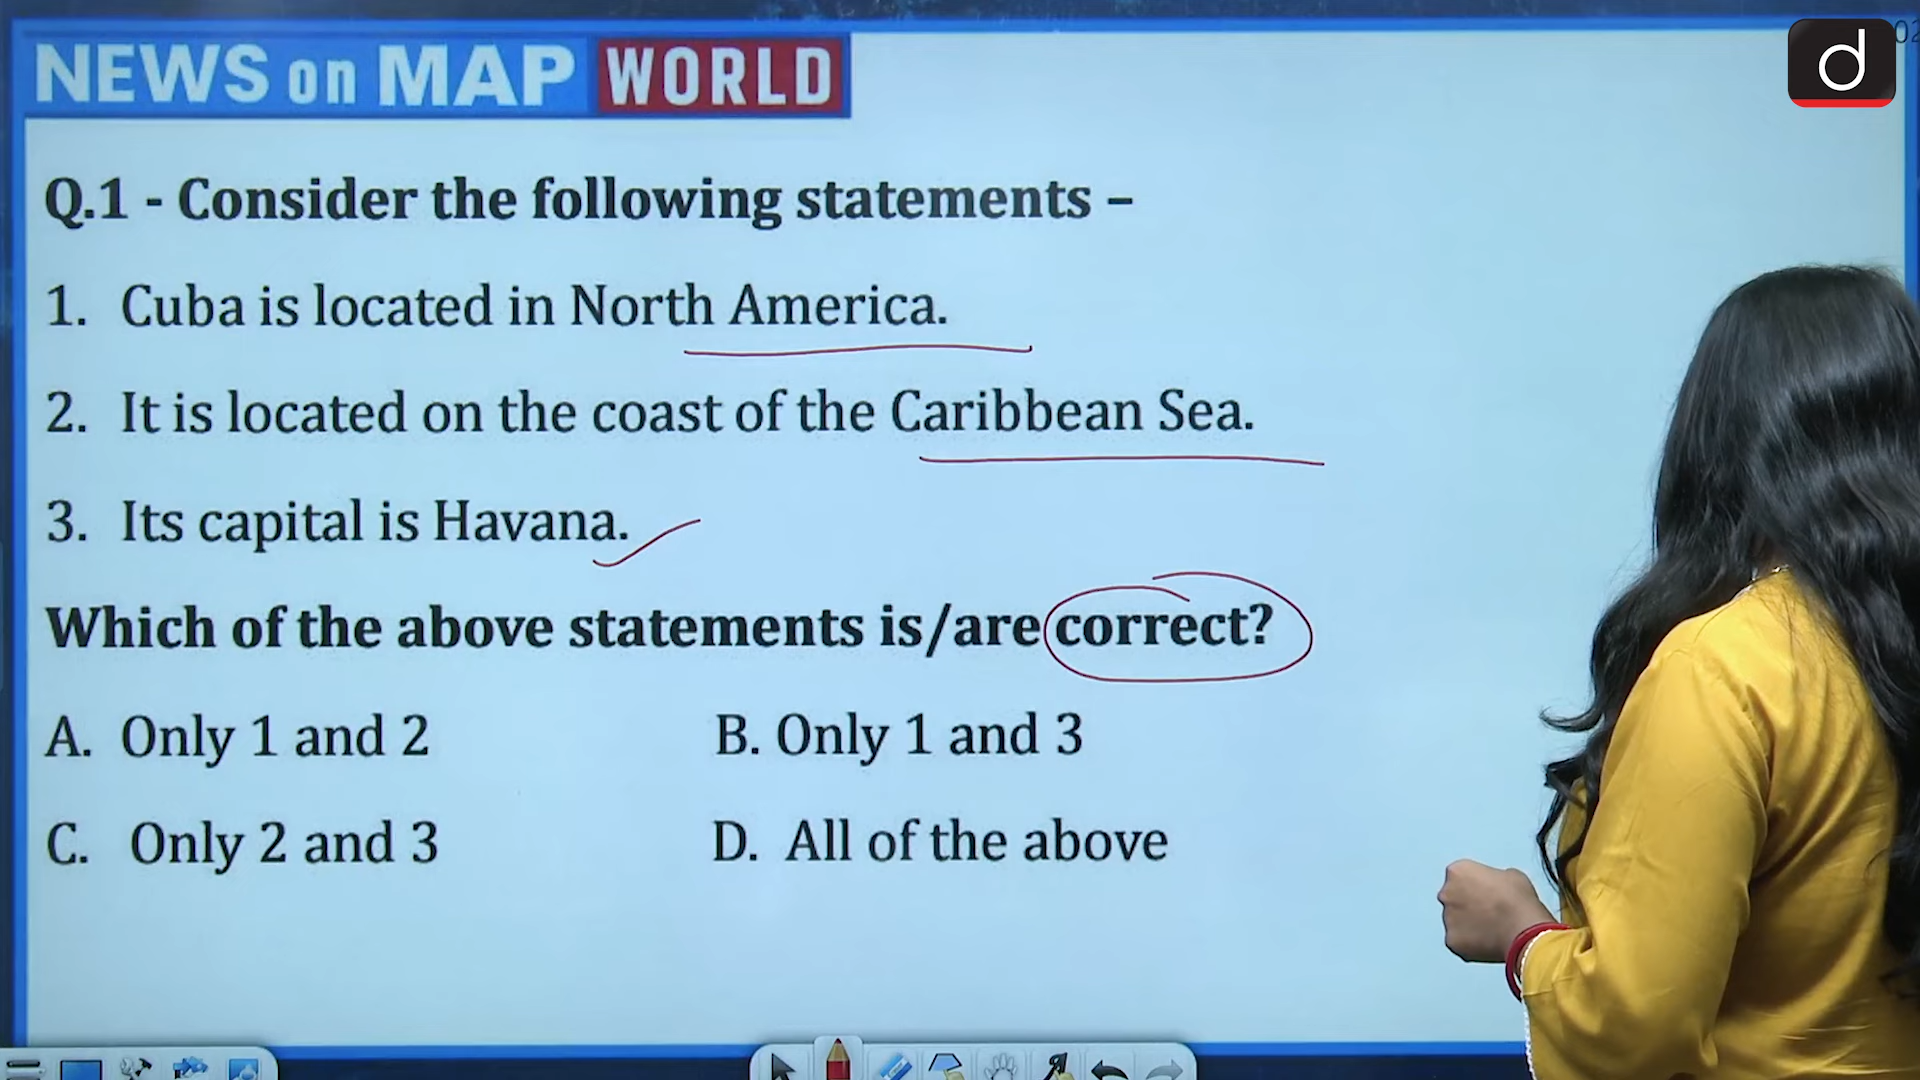 NEWS on MAP WORLD
d
Q.1 - Consider the following statements –
1. Cuba is located in North America.
2. It is located on the coast of the Caribbean Sea.
3. Its capital is Havana.
Which of the above statements is/are correct?
A. Only 1 and 2 B. Only 1 and 3
C. Only 2 and 3 D. All of the above